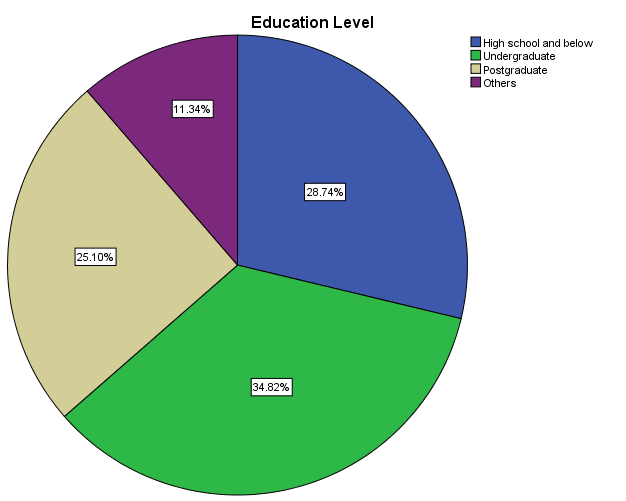 Education Level
High school and below
Undergraduate
Postgraduate
Others
11.34%
28.74%
25.10%
34.82%